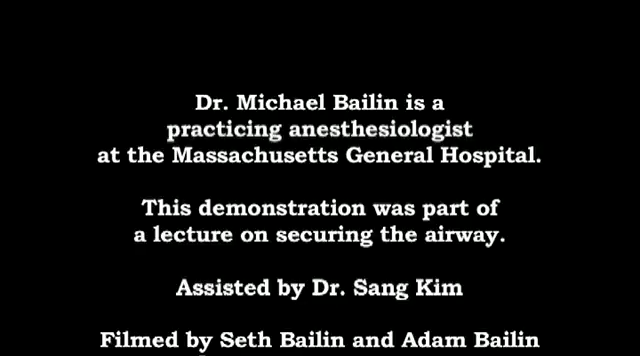 Dr. Michael Bailin is a
practicing anesthesiologist
at the Massachusetts General Hospital.
This demonstration was part of
a lecture on securing the airway.
Assisted by Dr. Sang Kim
Filmed by Seth Bailin and Adam Bailin